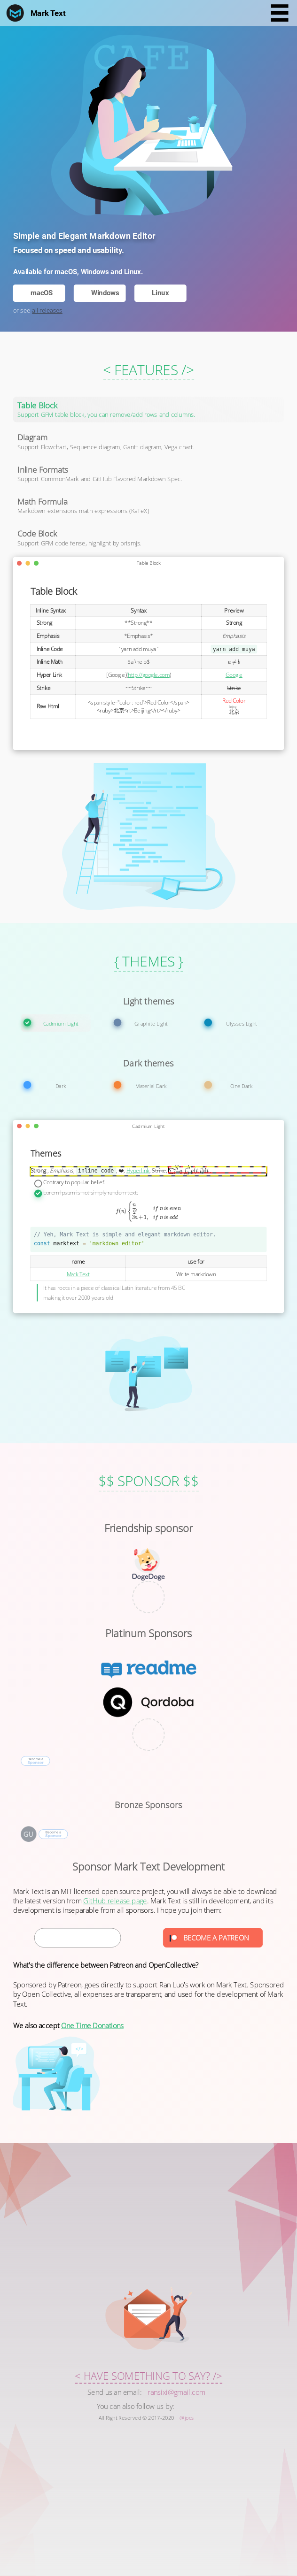 Mark Text
CAFE
Simple and Elegant Markdown Editor
Focused on speed and usability.
Available for macOS, Windows and Linux.
macOS
Windows
Linux
or see all releases
< FEATURES />
Table Block
Support GPM table block, you can remove/add rows and columns.
Diagram
Support Flowchart, Sequence diagram, Gantt diagram, Vega chart.
Inline Formats
Support CommonMark and GitHub Flavored Markdown Spec.
Math Formula
Markdown extensions math expressions (KaTeX)
Code Block
Support GFM code fense, highlight by prismjs
Table Block
Table Block
Inline Syntax Syntax Preview
Strong **Strong** Strong
Emphasis *Emphasis* Emphasis
Inline Code `yarn add muya` yarn add muya
Inline Math $a \ne b$ a ≠ b
Hyper Link [Google](http://google.com) Google
Strike ~~Strike~~ Strike
Raw Html <span style="color: red">Red Color</span> Red Color
<ruby>北京<rt>Beijing</rt></ruby> 北京
{ THEMES }
Light themes
Cadmium Light
Graphite Light
Ulysses Light
Dark themes
Dark
Material Dark
One Dark
Cadmium Light
Themes
Strong, Emphasis, inline code, ❤️, Hyperlink, Strike,
Contrary to popular belief.
Lorem Ipsum is not simply random text.
f(n) { n/2, if n is even
3n + 1, if n is odd
// Yeh, Mark Text is simple and elegant markdown editor.
const marktext = 'markdown editor'
name use for
Mark Text Write markdown
It has roots in a piece of classical Latin literature from 45 BC
making it over 2000 years old
$$ SPONSOR $$
Friendship sponsor
DogeDoge
Platinum Sponsors
readme
Qordoba
Become a
Sponsor
Bronze Sponsors
GU
Become a
Sponsor
Sponsor Mark Text Development
Mark Text is an MIT licensed open source project, you will always be able to download
the latest version from GitHub release page. Mark Text is still in development, and its
development is inseparable from all sponsors. I hope you join them:
BECOME A PATREON
What's the difference between Patreon and OpenCollective?
Sponsored by Patreon, goes directly to support Ran Luo's work on Mark Text. Sponsored
by Open Collective, all expenses are transparent, and used for the development of Mark
Text.
We also accept One Time Donations
< HAVE SOMETHING TO SAY? />
Send us an email: ransixi@gmail.com
You can also follow us by:
All Rights Reserved © 2017-2020 @Jocs